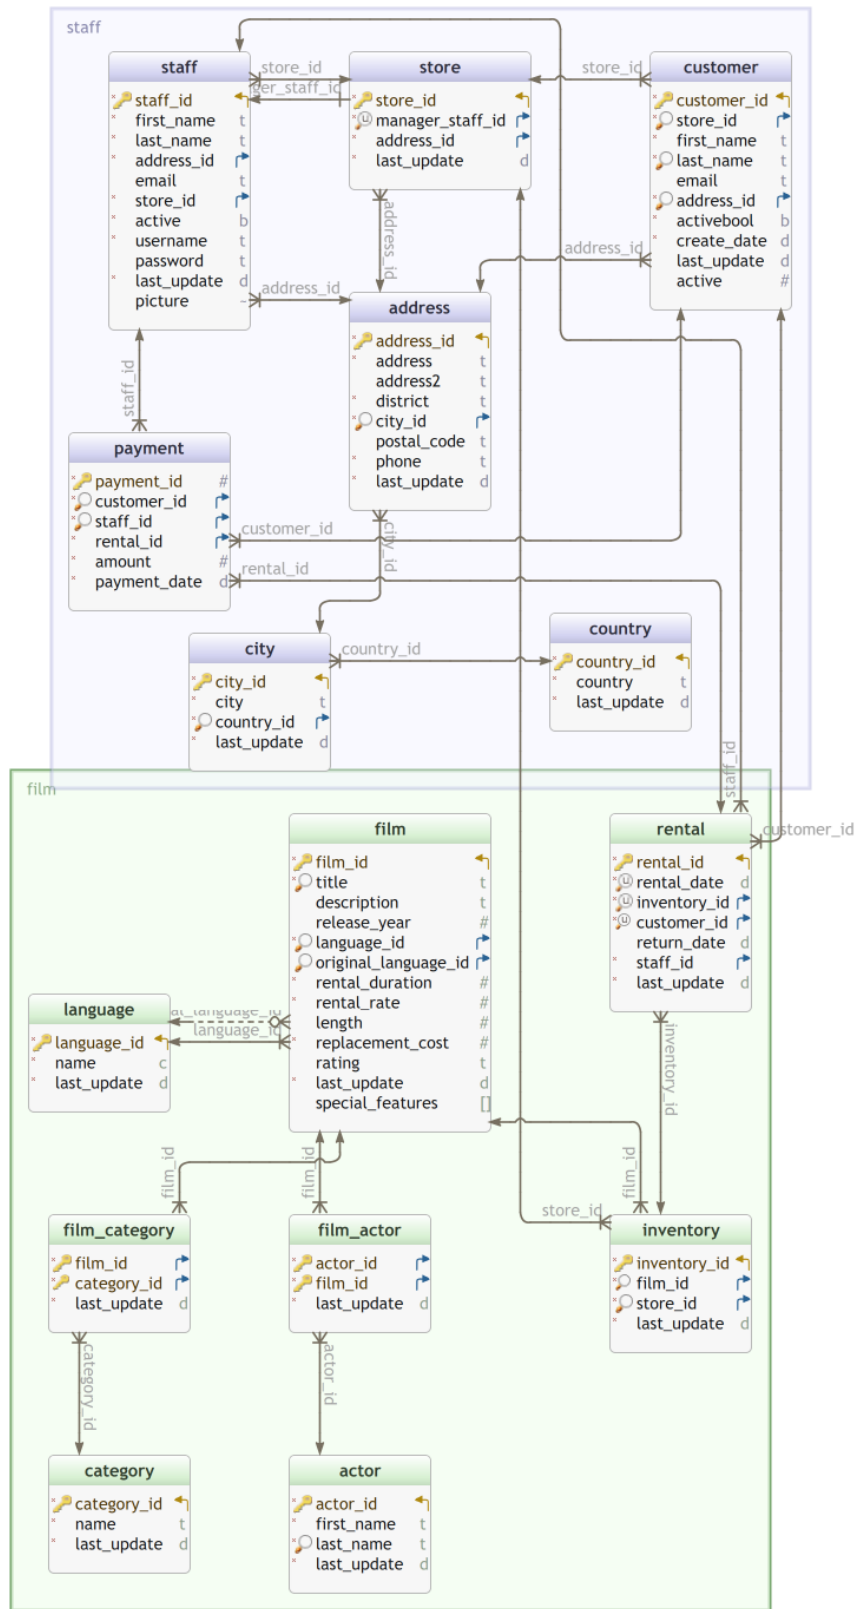 staff
staff
staff_id
first_name t
last_name t
address_id
email t
store_id
active b
username t
password t
last_update d
picture ~
store_id
ger_staff_id
store
store_id
manager_staff_id
address_id
last_update d
store_id
customer
customer_id
store_id
first_name t
last_name t
email t
address_id
activebool b
create_date d
last_update d
active #
address_id
address_id
address_id
address
address_id
address t
address2 t
district t
city_id
postal_code t
phone t
last_update d
staff_id
payment
payment_id #
customer_id
staff_id
rental_id
amount #
payment_date d
customer_id
rental_id
city_id
city
city_id
city t
country_id
last_update d
country_id
country
country_id
country t
last_update d
staff_id
customer_id
film
film
film_id
title t
description t
release_year #
language_id
original_language_id
rental_duration #
rental_rate #
length #
replacement_cost #
rating t
last_update d
special_features []
rental
rental_id
rental_date d
inventory_id
customer_id
return_date d
staff_id
last_update d
language
language_id
name c
last_update d
al_language_id
language_id
inventory_id
film_id
film_id
film_id
store_id
film_category
film_id
category_id
last_update d
film_actor
actor_id
film_id
last_update d
inventory
inventory_id
film_id
store_id
last_update d
category_id
actor_id
category
category_id
name t
last_update d
actor
actor_id
first_name t
last_name t
last_update d